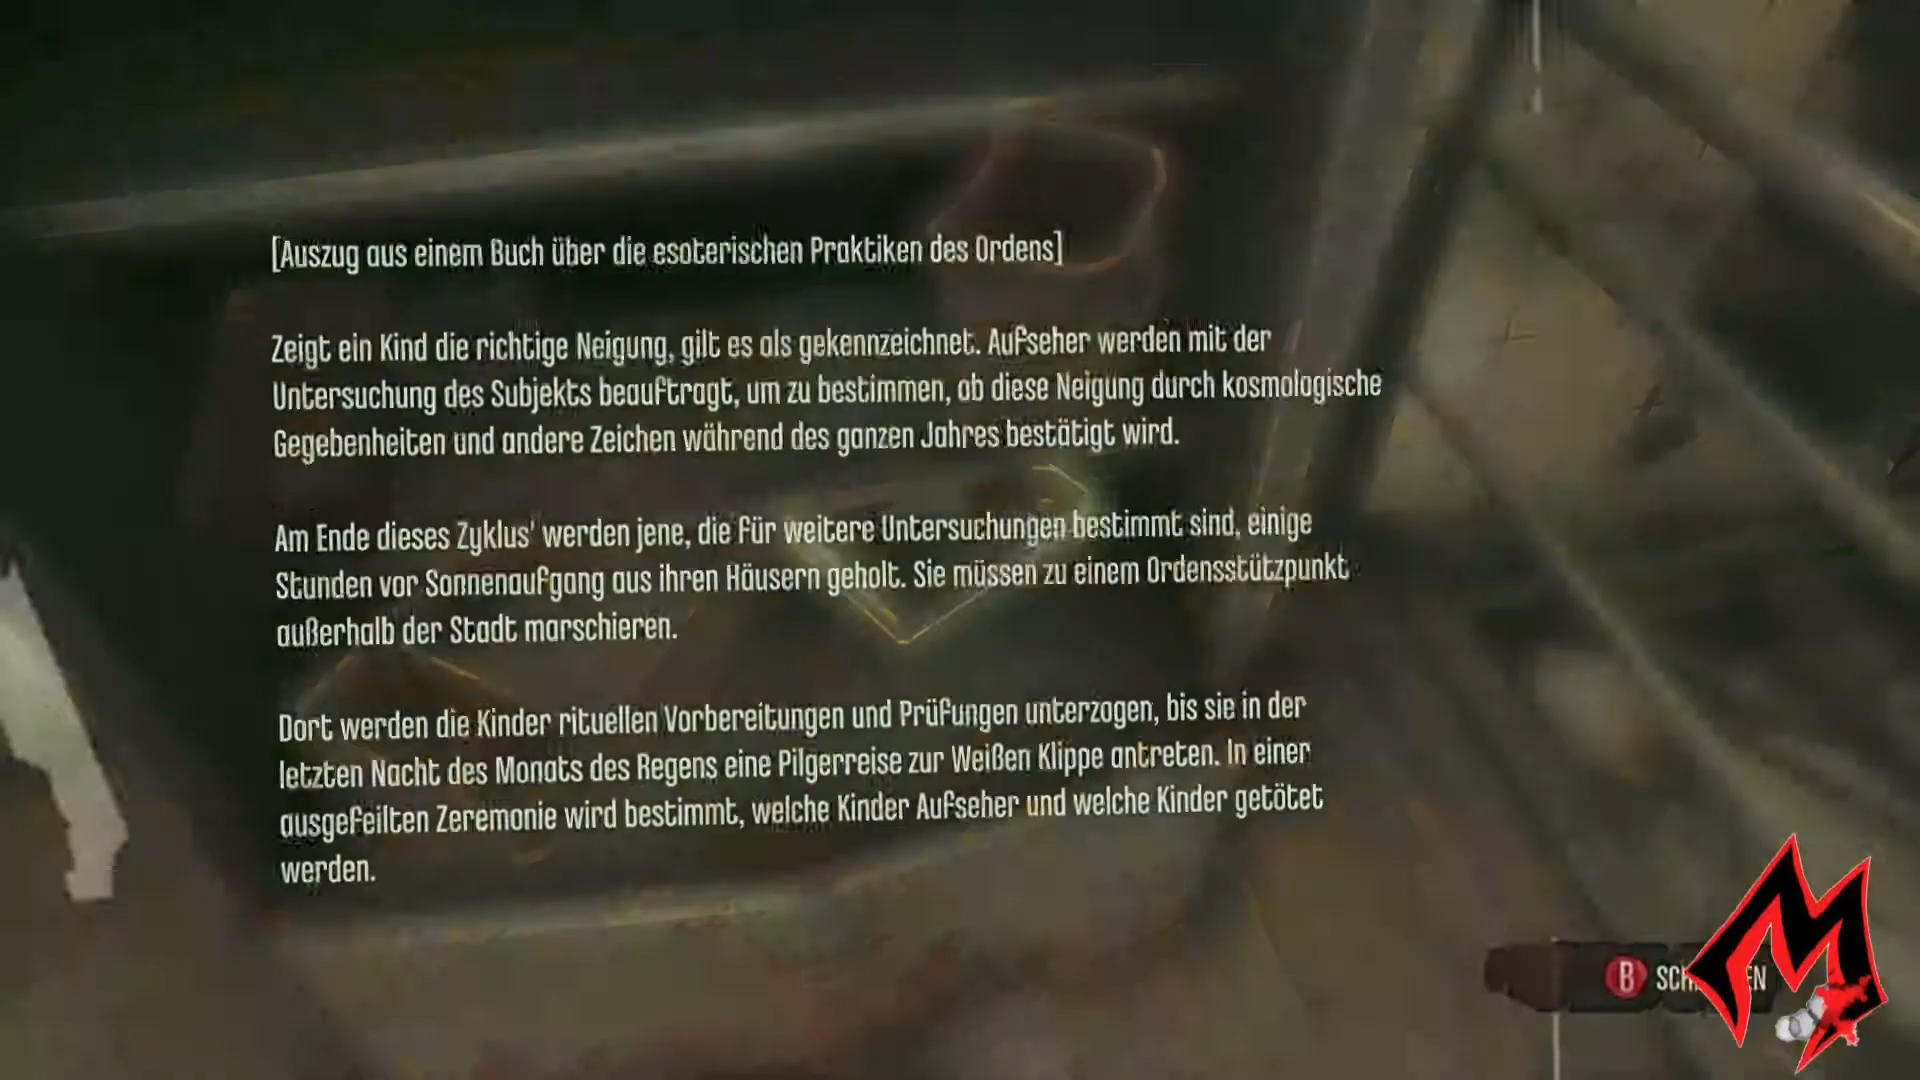 [Auszug aus einem Buch über die esoterischen Praktiken des Ordens]
Zeigt ein Kind die richtige Neigung, gilt es als gekennzeichnet. Aufseher werden mit der
Untersuchung des Subjekts beauftragt, um zu bestimmen, ob diese Neigung durch kosmologische
Gegebenheiten und andere Zeichen während des ganzen Jahres bestätigt wird.
Am Ende dieses Zyklus' werden jene, die für weitere Untersuchungen bestimmt sind, einige
Stunden vor Sonnenaufgang aus ihren Häusern geholt. Sie müssen zu einem Ordensstützpunkt
außerhalb der Stadt marschieren.
Dort werden die Kinder rituellen Vorbereitungen und Prüfungen unterzogen, bis sie in der
letzten Nacht des Monats des Regens eine Pilgerreise zur Weißen Klippe antreten. In einer
ausgefeilten Zeremonie wird bestimmt, welche Kinder Aufseher und welche Kinder getötet
werden.
B
M